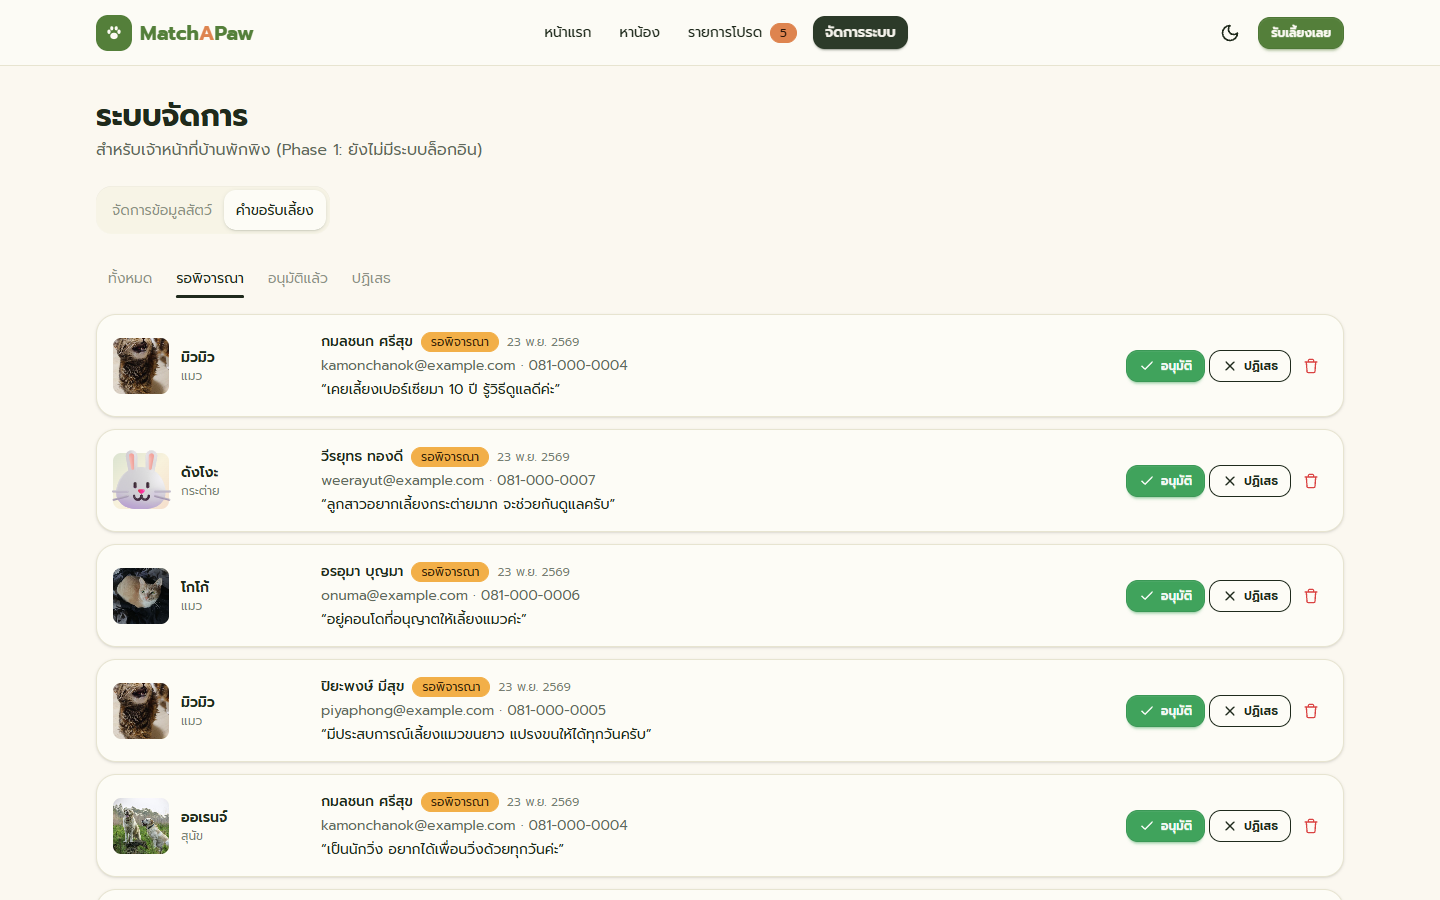 MatchAPaw
หน้าแรก
หาน้อง
รายการโปรด 5
จัดการระบบ
รับเลี้ยงเลย
ระบบจัดการ
สำหรับเจ้าหน้าที่บ้านพักพิง (Phase 1: ยังไม่มีระบบล็อกอิน)
จัดการข้อมูลสัตว์
คำขอรับเลี้ยง
ทั้งหมด
รอพิจารณา
อนุมัติแล้ว
ปฏิเสธ
มิวมิว
แมว
กมลชนก ศรีสุข รอพิจารณา 23 พ.ย. 2569
kamonchanok@example.com · 081-000-0004
“เคยเลี้ยงเปอร์เซียมา 10 ปี รู้วิธีดูแลดีค่ะ”
อนุมัติ
ปฏิเสธ
ดังโงะ
กระต่าย
วีรยุทธ ทองดี รอพิจารณา 23 พ.ย. 2569
weerayut@example.com · 081-000-0007
“ลูกสาวอยากเลี้ยงกระต่ายมาก จะช่วยกันดูแลครับ”
อนุมัติ
ปฏิเสธ
โกโก้
แมว
อรอุมา บุญมา รอพิจารณา 23 พ.ย. 2569
onuma@example.com · 081-000-0006
“อยู่คอนโดที่อนุญาตให้เลี้ยงแมวค่ะ”
อนุมัติ
ปฏิเสธ
มิวมิว
แมว
ปิยะพงษ์ มีสุข รอพิจารณา 23 พ.ย. 2569
piyaphong@example.com · 081-000-0005
“มีประสบการณ์เลี้ยงแมวขนยาว แปรงขนให้ได้ทุกวันครับ”
อนุมัติ
ปฏิเสธ
ออเรนจ์
สุนัข
กมลชนก ศรีสุข รอพิจารณา 23 พ.ย. 2569
kamonchanok@example.com · 081-000-0004
“เป็นนักวิ่ง อยากได้เพื่อนวิ่งด้วยทุกวันค่ะ”
อนุมัติ
ปฏิเสธ